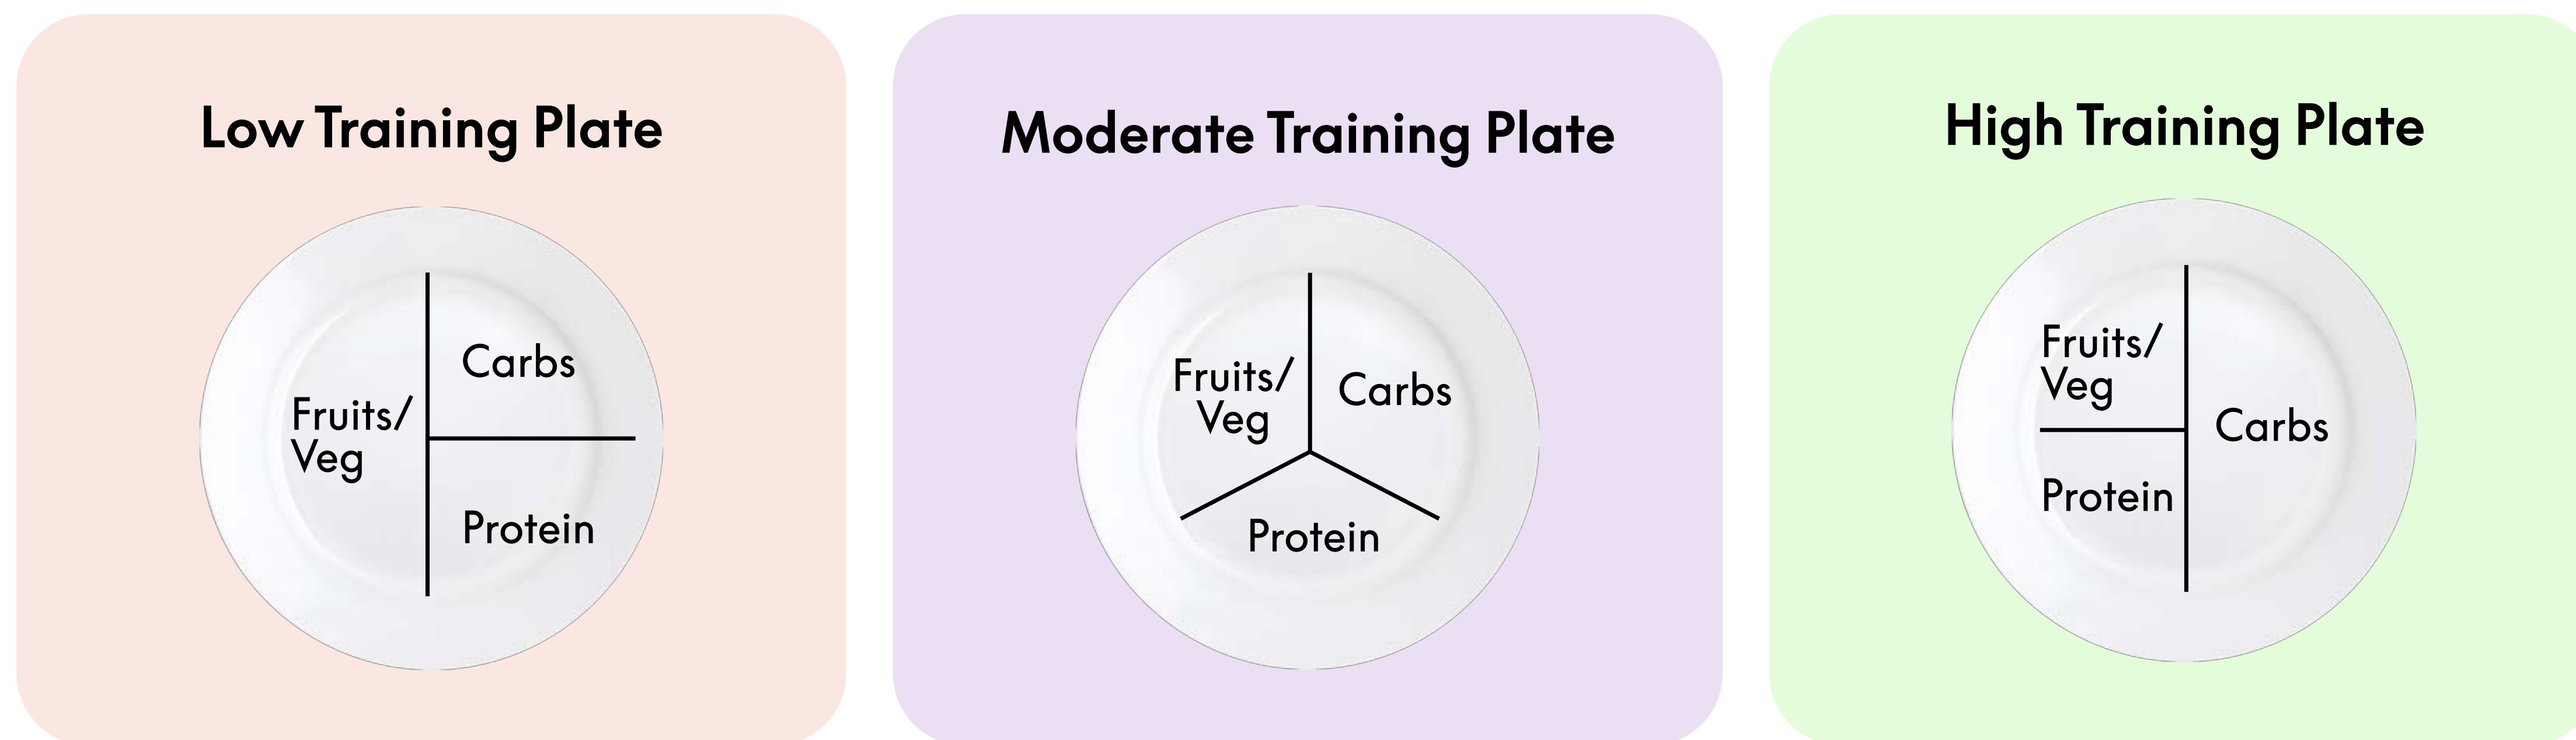 Low Training Plate
Carbs
Fruits/
Veg
Protein
Moderate Training Plate
Fruits/
Veg
Carbs
Protein
High Training Plate
Fruits/
Veg
Carbs
Protein